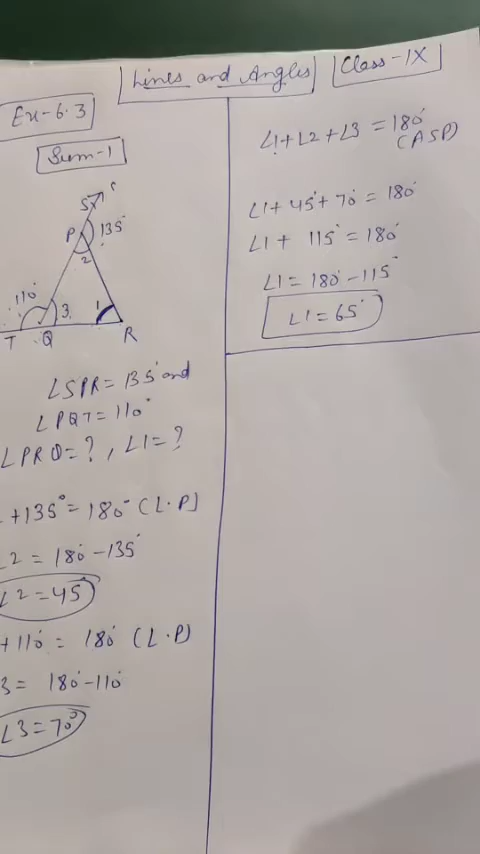 Lines and Angles
Class-IX
Ex-6.3
Sum-1
S
P 135°
2
110°
3 1
T Q R
∠SPR = 135° and
∠PQT = 110°
∠PRQ = ?, ∠1 = ?
+135° = 180° (L.P)
∠2 = 180° - 135°
∠2 = 45°
+ 110° = 180° (L.P)
3 = 180° - 110°
∠3 = 70°
∠1 + ∠2 + ∠3 = 180°
(ASP)
∠1 + 45° + 70° = 180°
∠1 + 115° = 180°
∠1 = 180° - 115°
∠1 = 65°